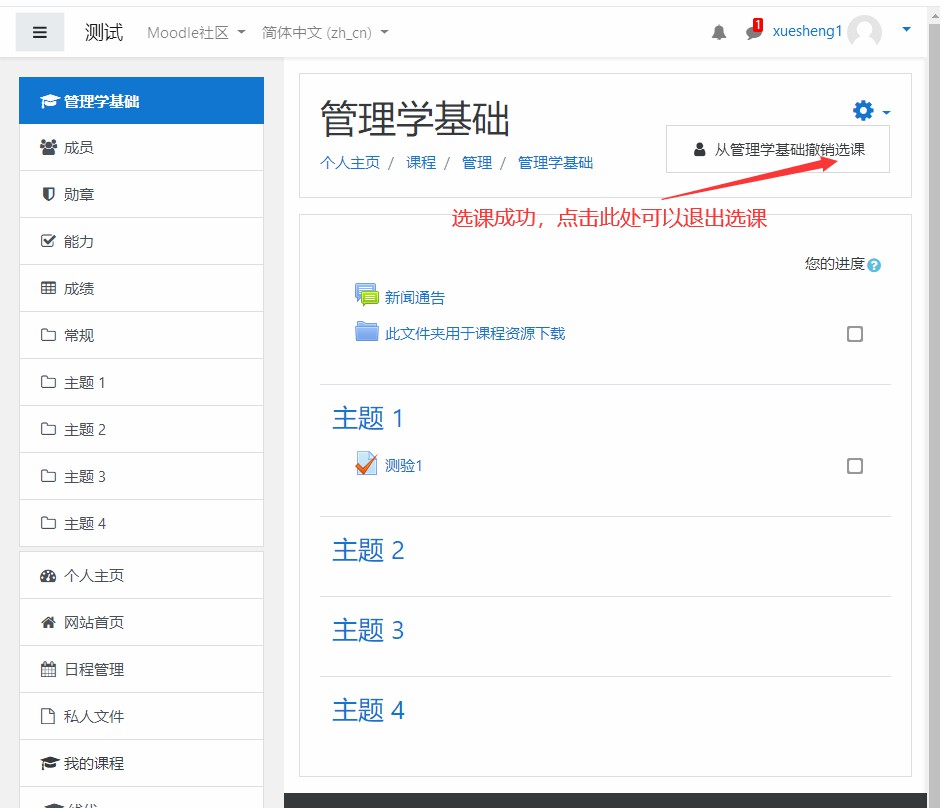 测试 Moodle社区 简体中文 (zh_cn) 1 xuesheng1
管理学基础
成员
勋章
能力
成绩
常规
主题 1
主题 2
主题 3
主题 4
个人主页
网站首页
日程管理
私人文件
我的课程
管理学基础
个人主页 / 课程 / 管理 / 管理学基础
从管理学基础撤销选课
选课成功，点击此处可以退出选课
您的进度
新闻通告
此文件夹用于课程资源下载
主题 1
测验1
主题 2
主题 3
主题 4